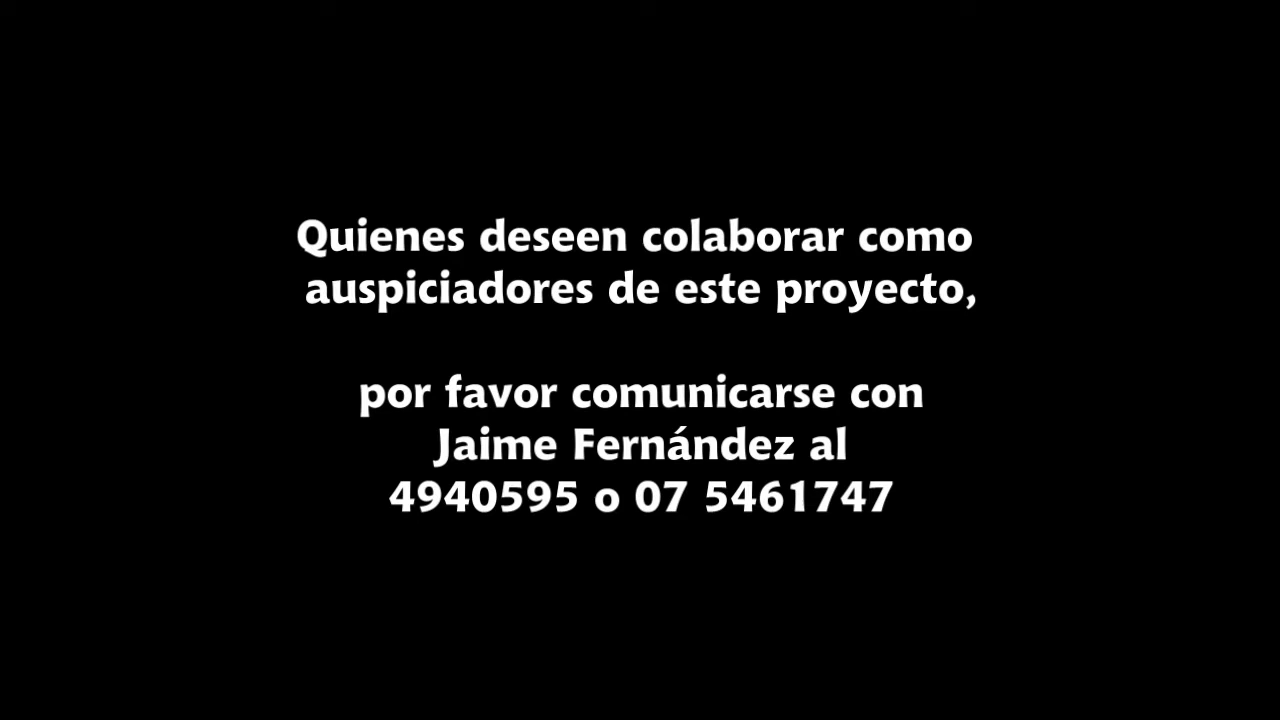 Quienes deseen colaborar como
auspiciadores de este proyecto,
por favor comunicarse con
Jaime Fernández al
4940595 o 07 5461747